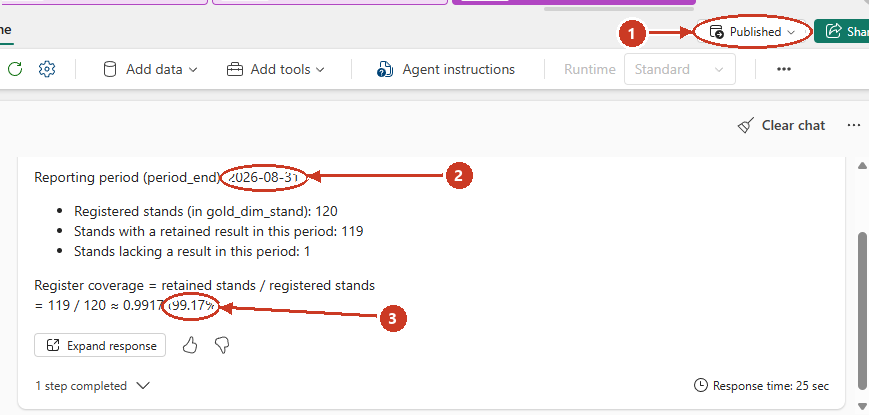 me
1
Published
Shar
Add data
Add tools
Agent instructions
Runtime
Standard
...
Clear chat
...
Reporting period (period_end) 2026-08-31
2
• Registered stands (in gold_dim_stand): 120
• Stands with a retained result in this period: 119
• Stands lacking a result in this period: 1
Register coverage = retained stands / registered stands
= 119 / 120 ≈ 0.9917 (99.17%
3
Expand response
1 step completed
Response time: 25 sec